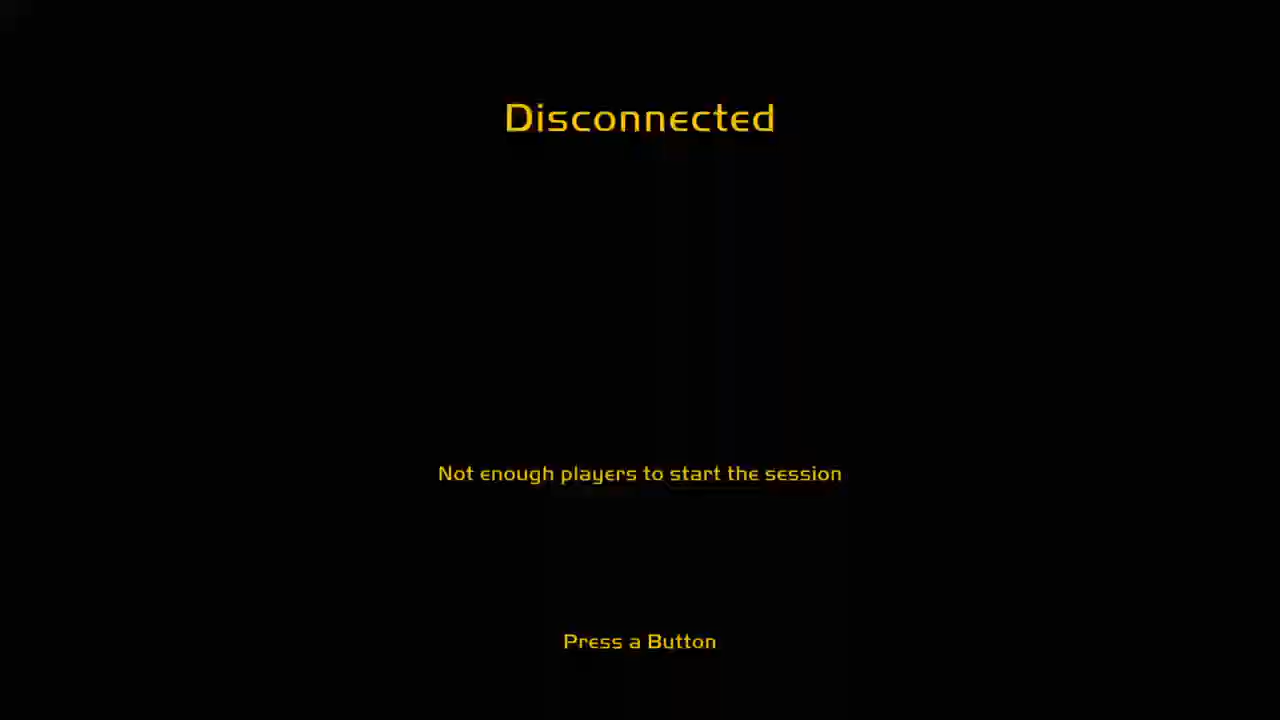 Disconnected
Not enough players to start the session
Press a Button